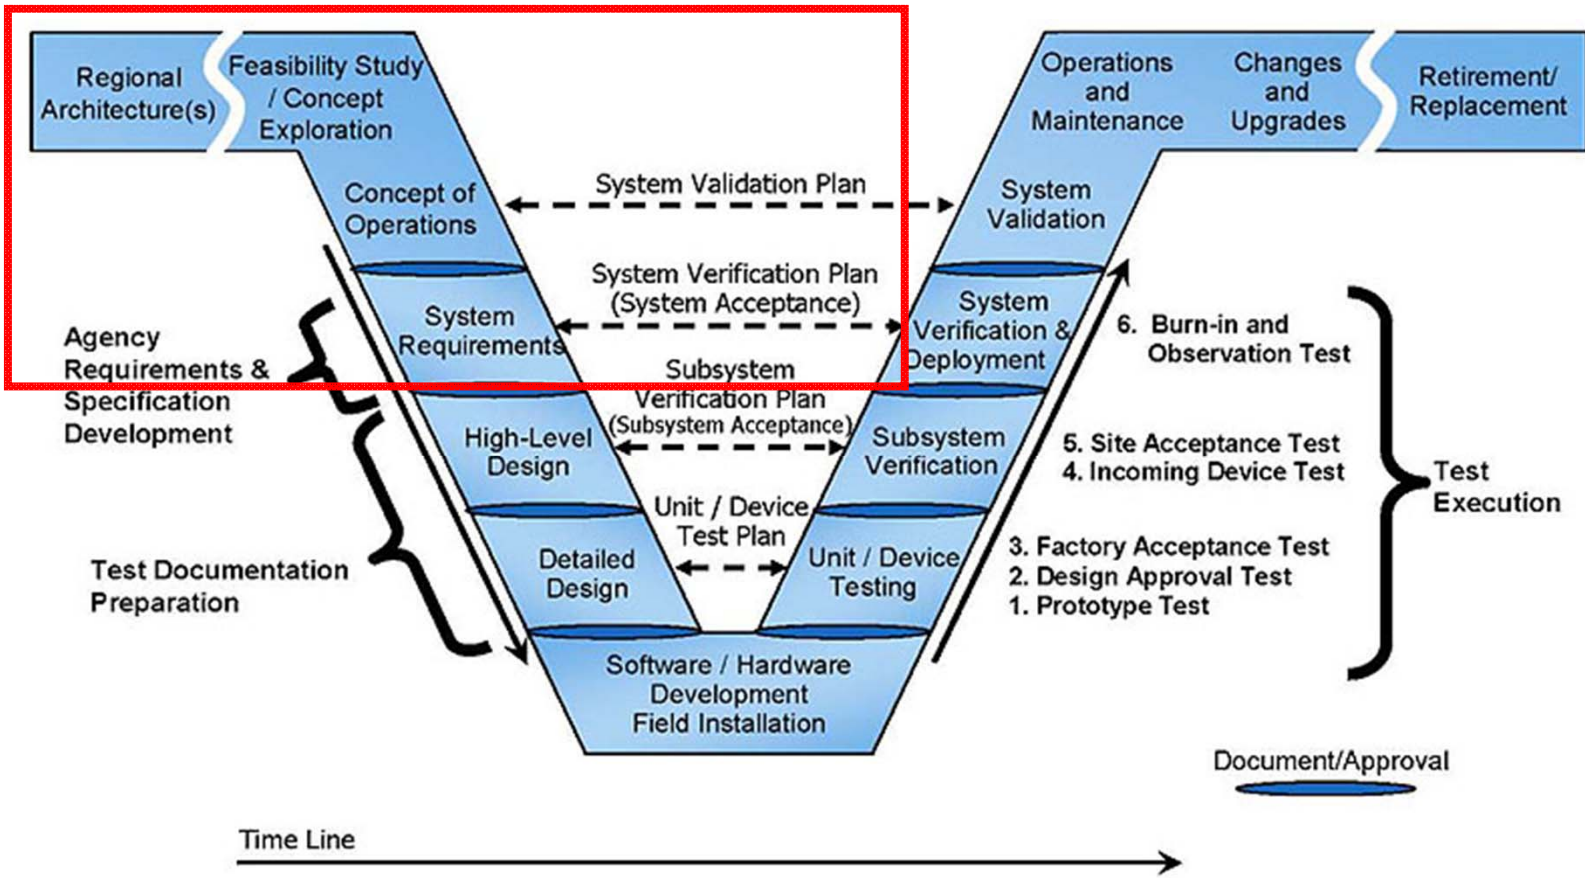 Regional
Architecture(s)
Feasibility Study
/ Concept
Exploration
Concept of
Operations
System
Requirements
High-Level
Design
Detailed
Design
Software / Hardware
Development
Field Installation
Unit / Device
Testing
Subsystem
Verification
System
Verification &
Deployment
System
Validation
Operations
and
Maintenance
Changes
and
Upgrades
Retirement/
Replacement
System Validation Plan
System Verification Plan
(System Acceptance)
Subsystem
Verification Plan
(Subsystem Acceptance)
Unit / Device
Test Plan
Agency
Requirements &
Specification
Development
Test Documentation
Preparation
6. Burn-in and
Observation Test
5. Site Acceptance Test
4. Incoming Device Test
3. Factory Acceptance Test
2. Design Approval Test
1. Prototype Test
Test
Execution
Document/Approval
Time Line